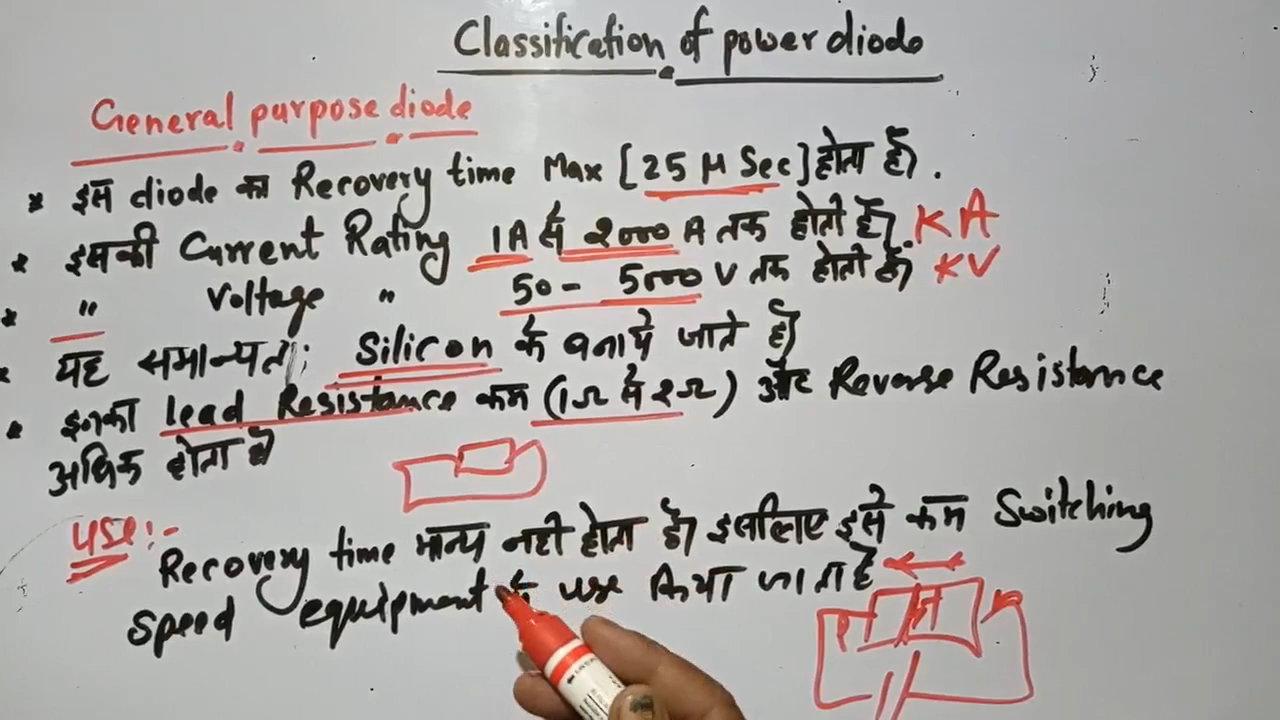 Classification of power diode
General purpose diode
* इस diode का Recovery time Max [25 μ Sec] होता है।
* इसकी Current Rating 1A से 2000 A तक होती है। KA
* " Voltage " 50 - 5000 V तक होती है। KV
* यह समान्यत: Silicon के बनाये जाते है।
* इनका lead Resistance कम (1Ω से 2Ω) और Reverse Resistance
अधिक होता है
use:-
Recovery time मान्य नही होता है। इसलिए इसे कम Switching
Speed equipment use किया जाता है